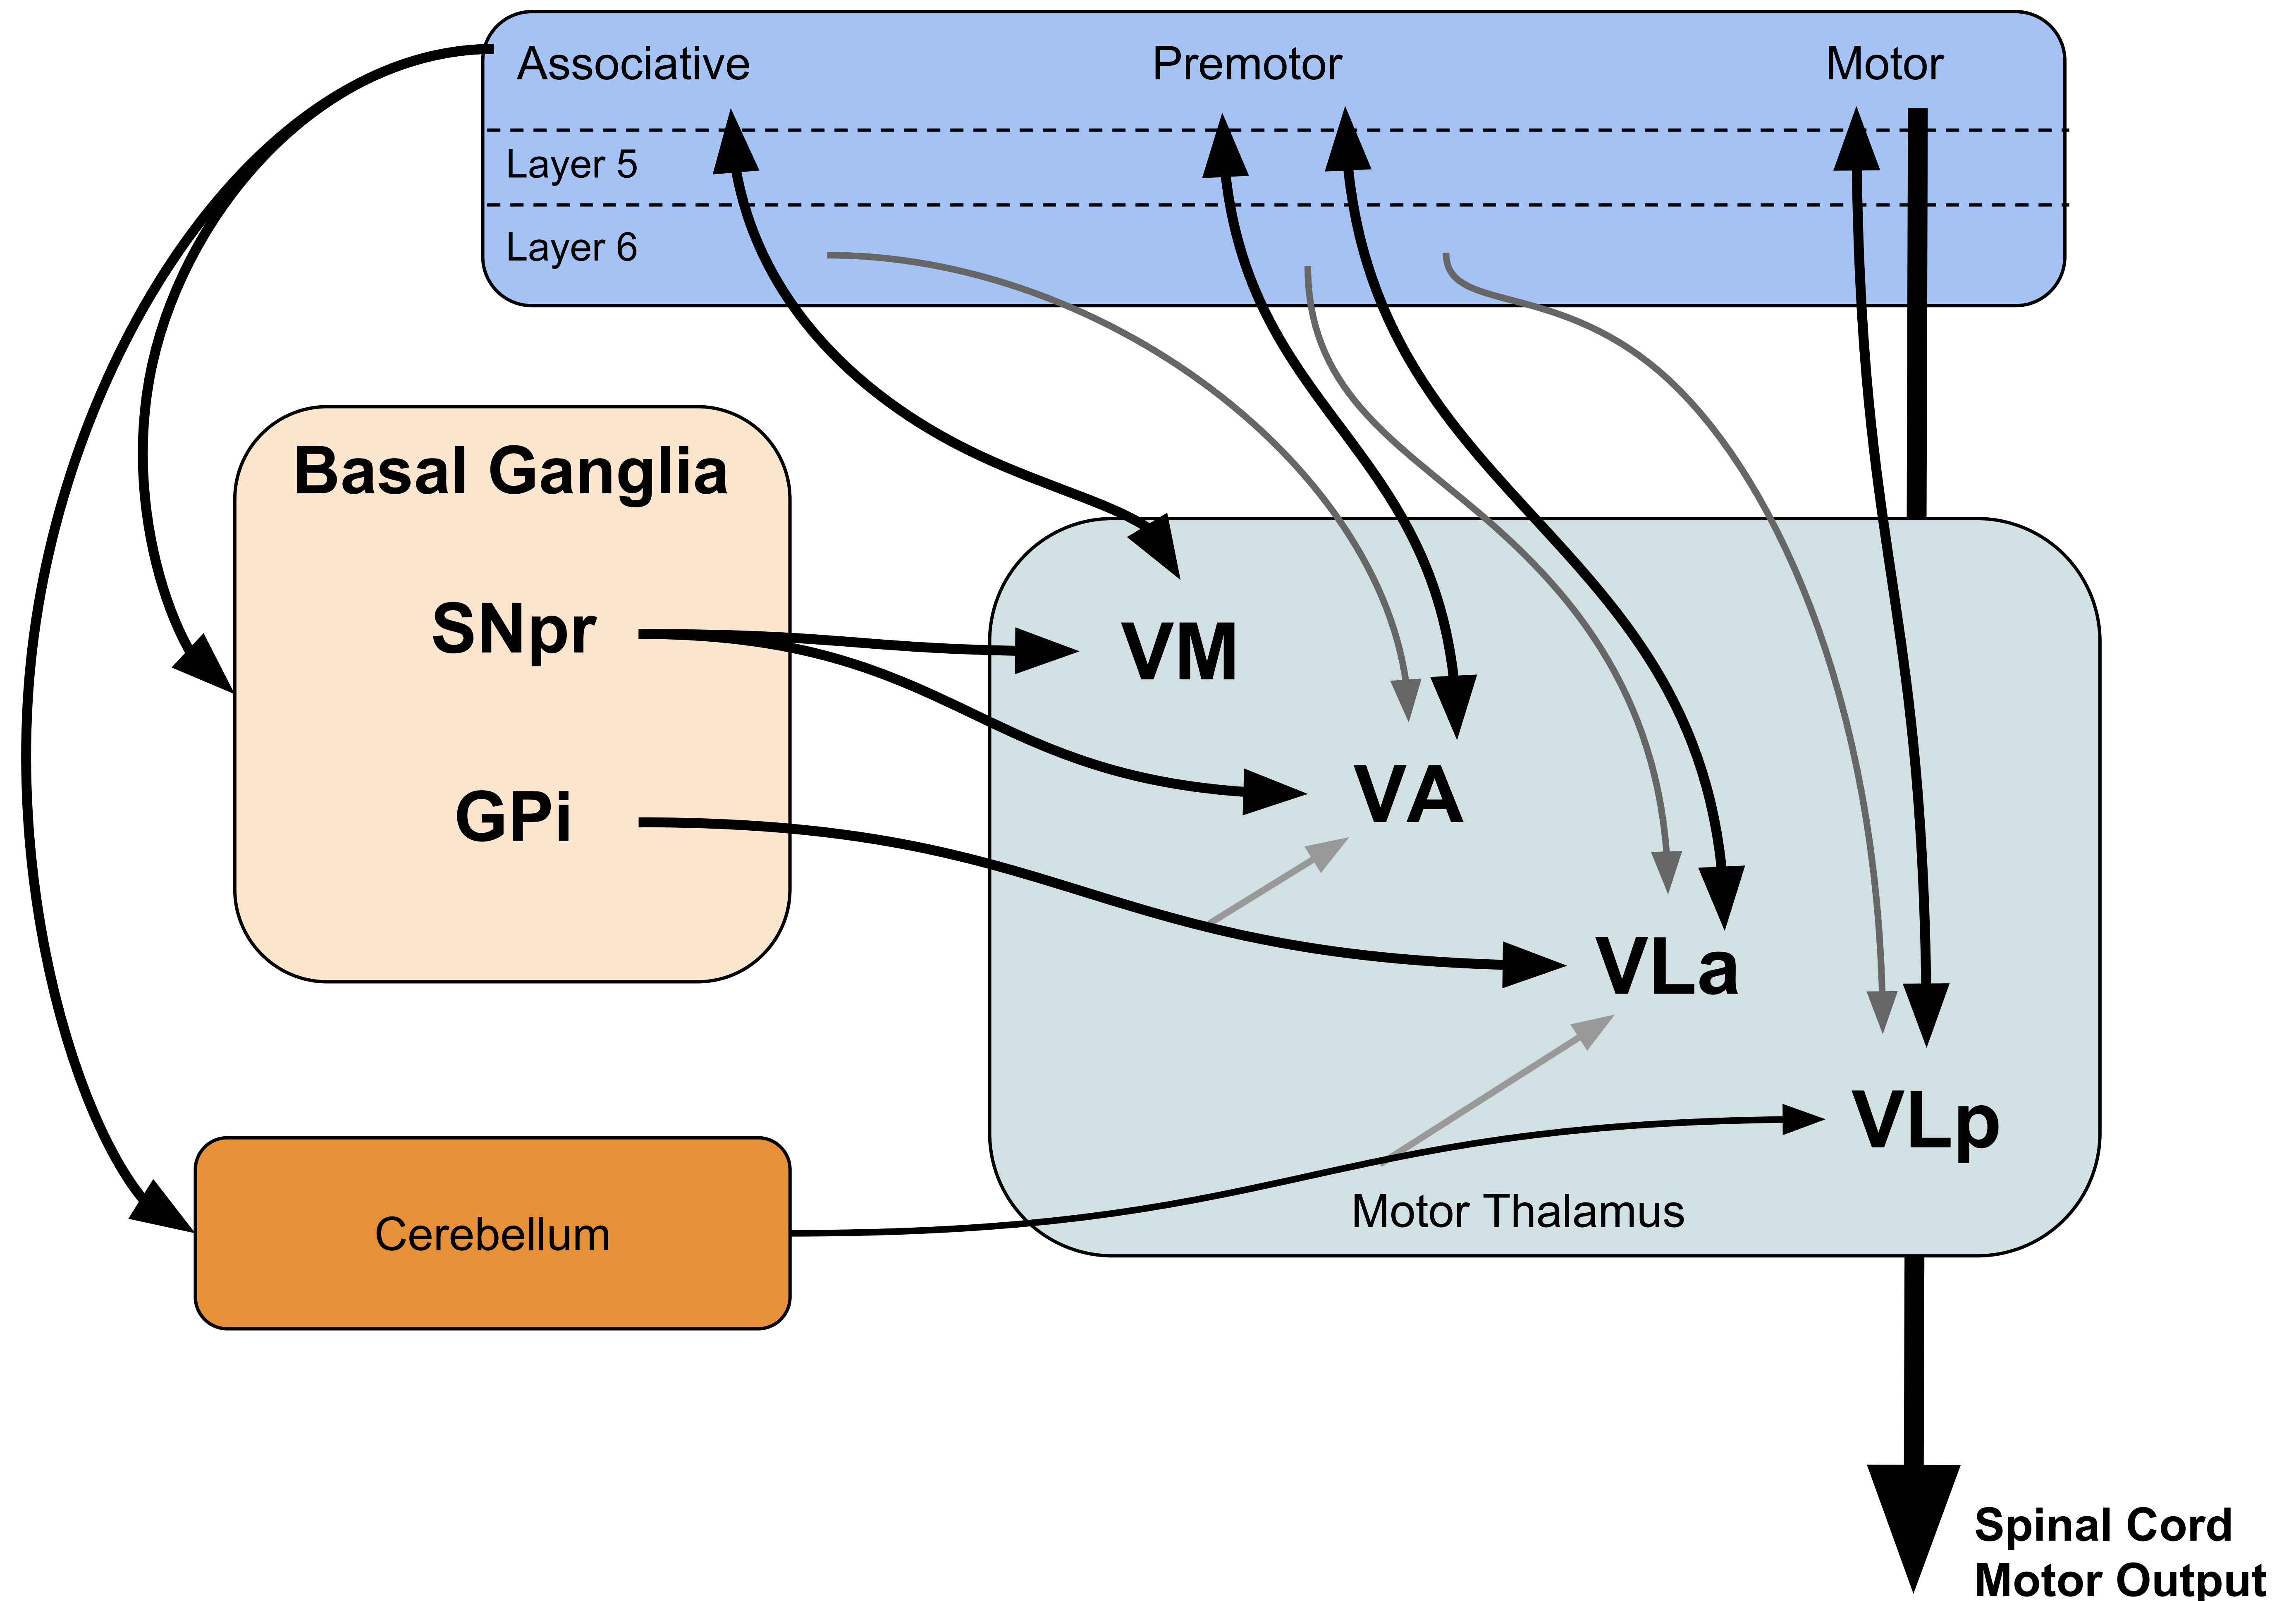 Associative
Premotor
Motor
Layer 5
Layer 6
Basal Ganglia
SNpr
GPi
VM
VA
VLa
VLp
Motor Thalamus
Cerebellum
Spinal Cord
Motor Output